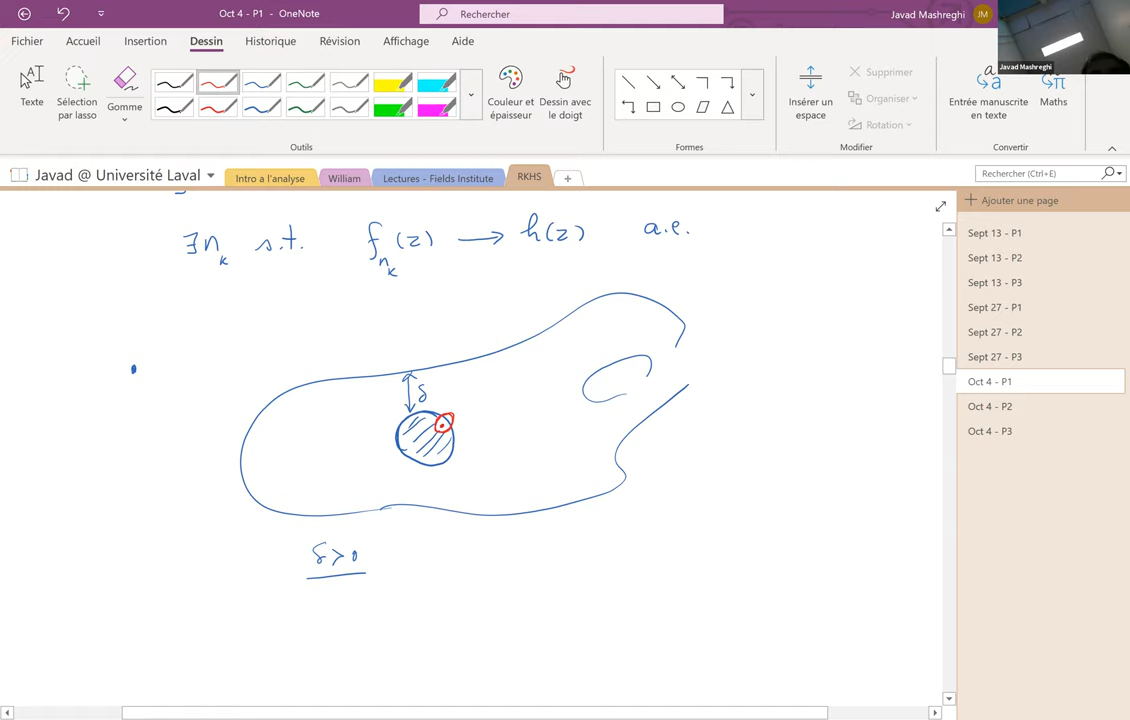 Oct 4 - P1 - OneNote
Rechercher
Javad Mashreghi
JM
Javad Mashreghi
Fichier
Accueil
Insertion
Dessin
Historique
Révision
Affichage
Aide
Texte
Sélection par lasso
Gomme
Couleur et épaisseur
Dessin avec le doigt
Insérer un espace
Supprimer
Organiser
Rotation
Entrée manuscrite en texte
Maths
Outils
Formes
Modifier
Convertir
Javad @ Université Laval
Intro a l'analyse
William
Lectures - Fields Institute
RKHS
Rechercher (Ctrl+E)
Ajouter une page
Sept 13 - P1
Sept 13 - P2
Sept 13 - P3
Sept 27 - P1
Sept 27 - P2
Sept 27 - P3
Oct 4 - P1
Oct 4 - P2
Oct 4 - P3
∃ n_k s.t. f_{n_k}(z) ⟶ h(z) a.e.
δ
δ > 0